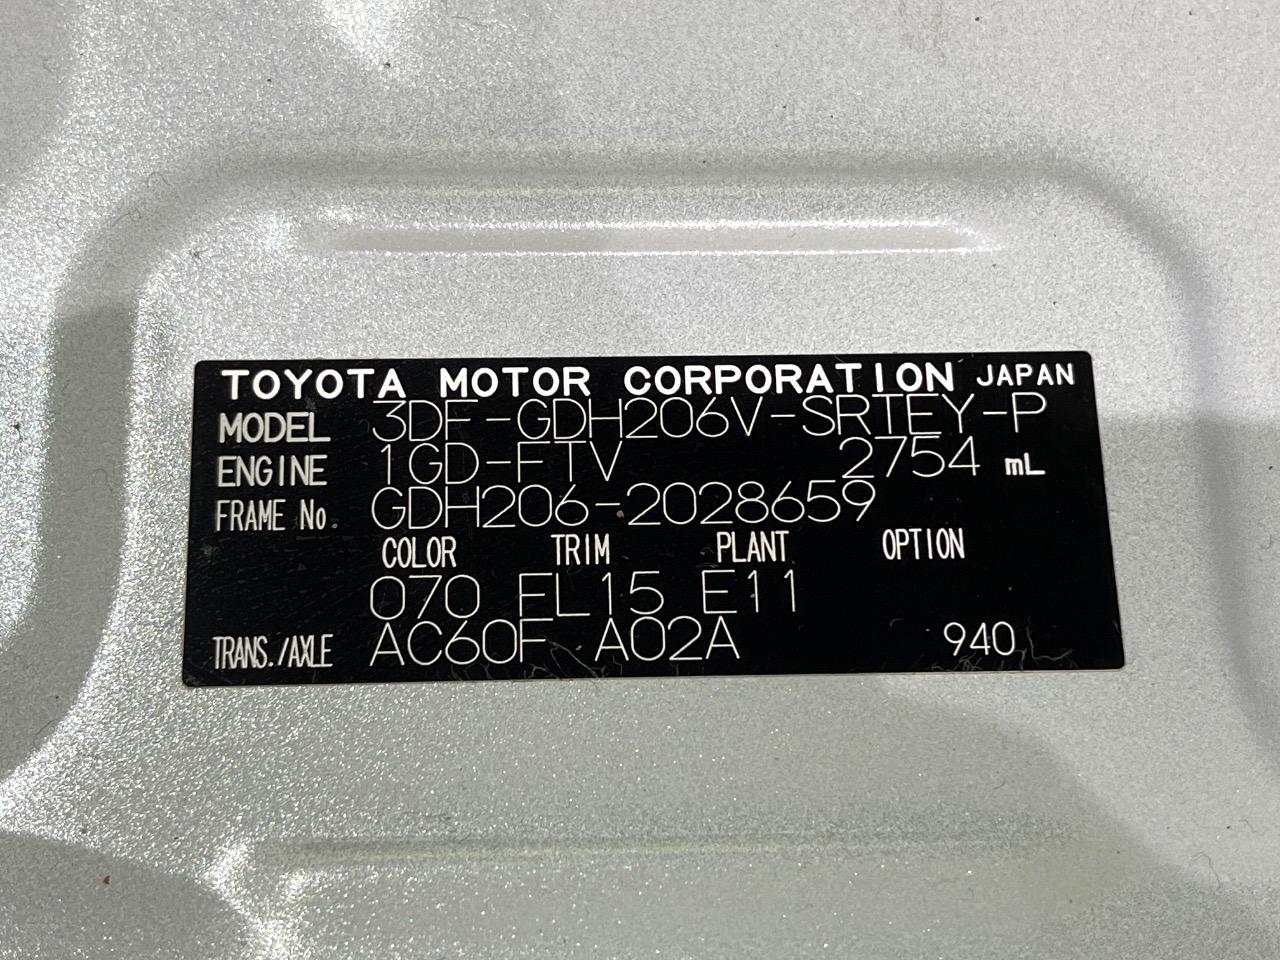 TOYOTA MOTOR CORPORATION JAPAN
MODEL 3DF-GDH206V-SRTEY-P
ENGINE 1GD-FTV 2754 mL
FRAME No. GDH206-2028659
COLOR TRIM PLANT OPTION
070 FL15 E11
TRANS./AXLE AC60F A02A 940